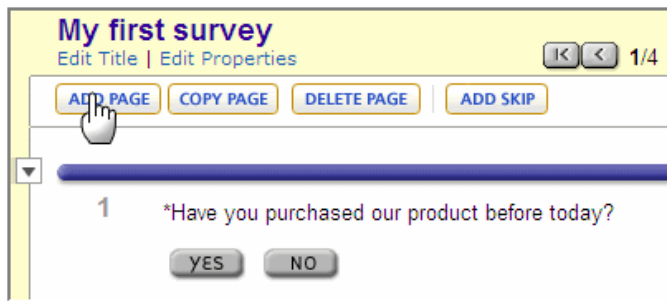 My first survey
Edit Title | Edit Properties 1/4
ADD PAGE COPY PAGE DELETE PAGE ADD SKIP
1 *Have you purchased our product before today?
YES NO